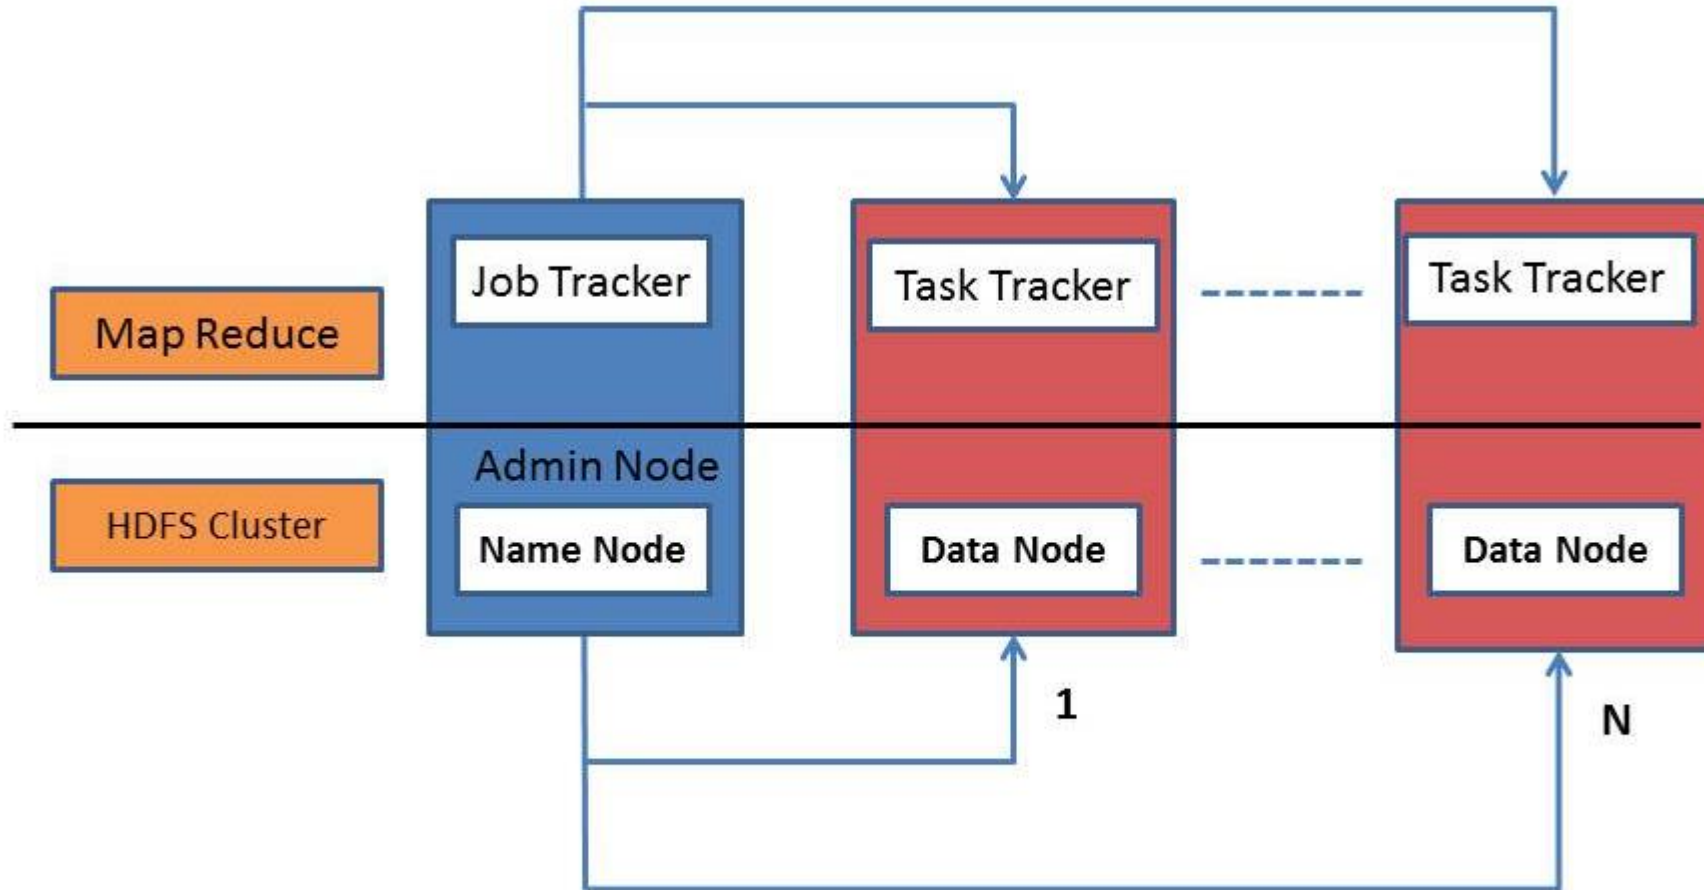 Job Tracker
Task Tracker
Task Tracker
Map Reduce
Admin Node
HDFS Cluster
Name Node
Data Node
Data Node
1
N